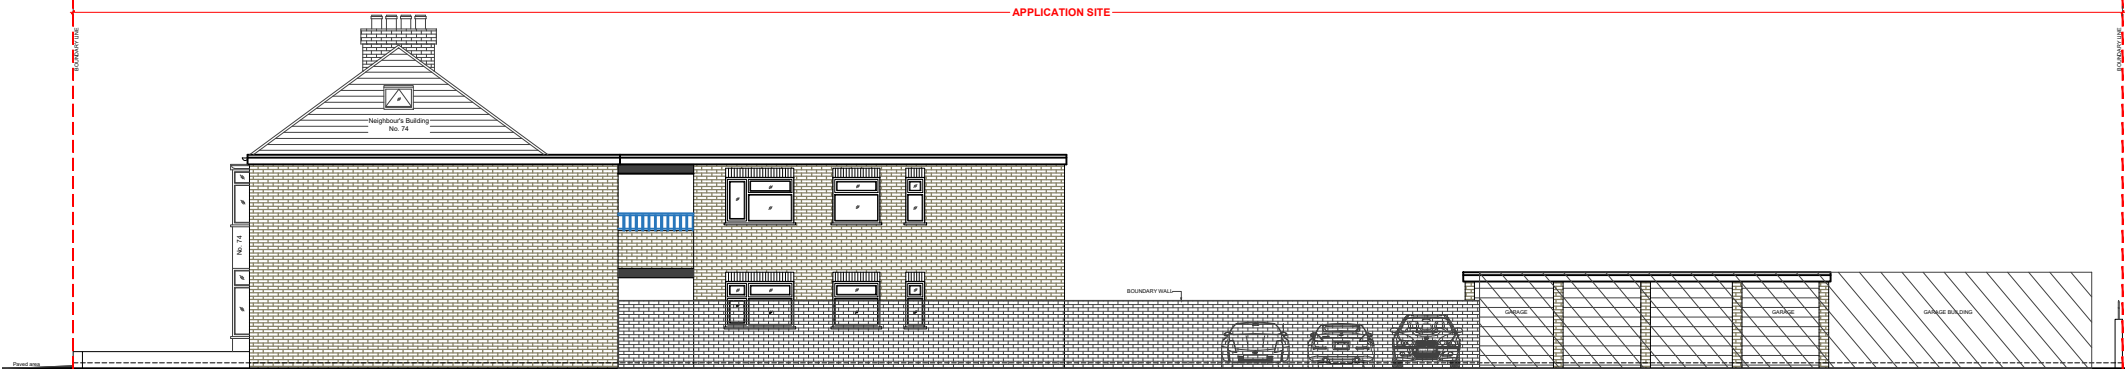 APPLICATION SITE
BOUNDARY LINE
BOUNDARY LINE
Neighbour's Building
No. 74
No. 74
BOUNDARY WALL
GARAGE
GARAGE
GARAGE BUILDING
Paved area